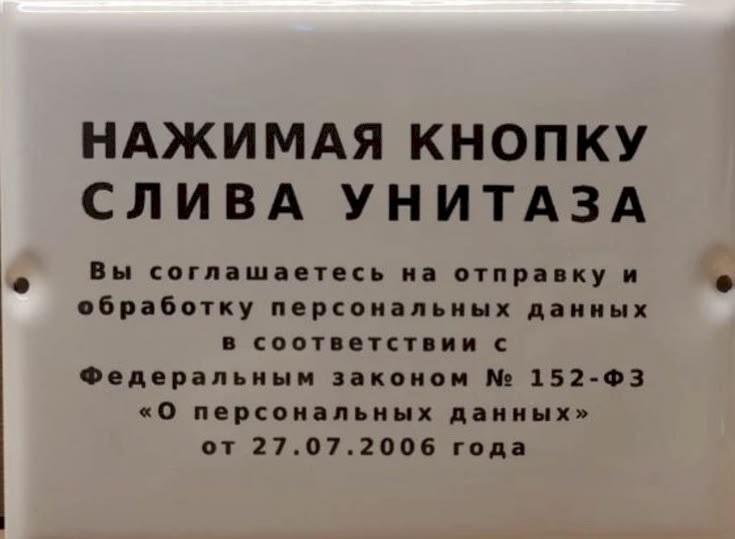 НАЖИМАЯ КНОПКУ
СЛИВА УНИТАЗА
Вы соглашаетесь на отправку и
обработку персональных данных
в соответствии с
Федеральным законом № 152-ФЗ
«О персональных данных»
от 27.07.2006 года